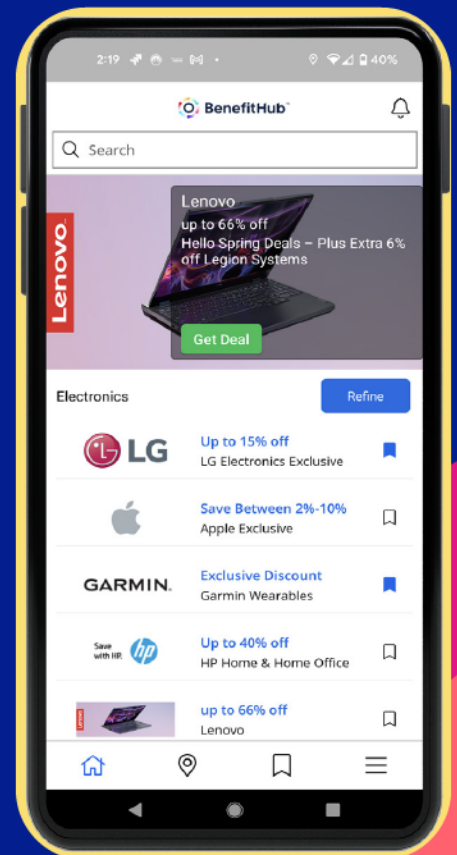 2:19
40%
BenefitHub™
Search
Lenovo
Lenovo
up to 66% off
Hello Spring Deals – Plus Extra 6%
off Legion Systems
Get Deal
Electronics
Refine
LG
Up to 15% off
LG Electronics Exclusive
Save Between 2%-10%
Apple Exclusive
GARMIN.
Exclusive Discount
Garmin Wearables
Save
with HP.
hp
Up to 40% off
HP Home & Home Office
Lenovo
up to 66% off
Lenovo